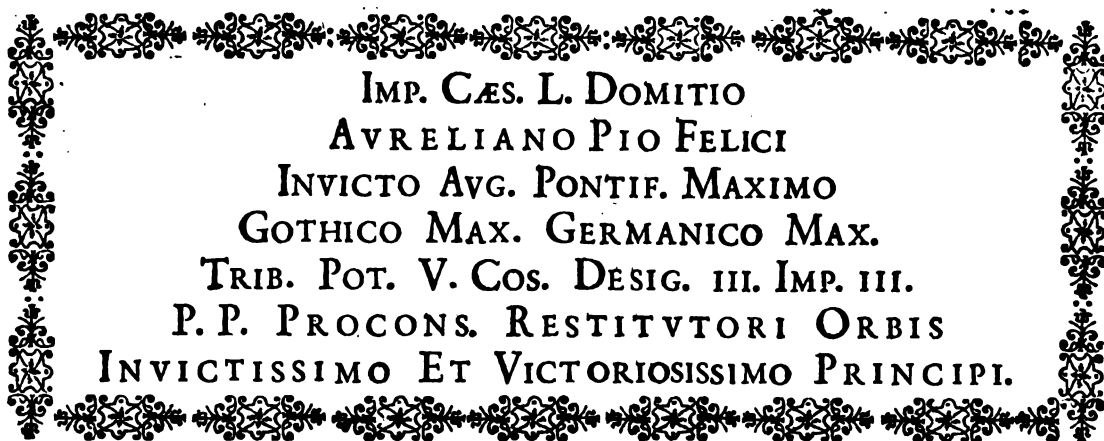 IMP. CÆS. L. DOMITIO
AVRELIANO PIO FELICI
INVICTO AVG. PONTIF. MAXIMO
GOTHICO MAX. GERMANICO MAX.
TRIB. POT. V. COS. DESIG. III. IMP. III.
P. P. PROCONS. RESTITVTORI ORBIS
INVICTISSIMO ET VICTORIOSISSIMO PRINCIPI.